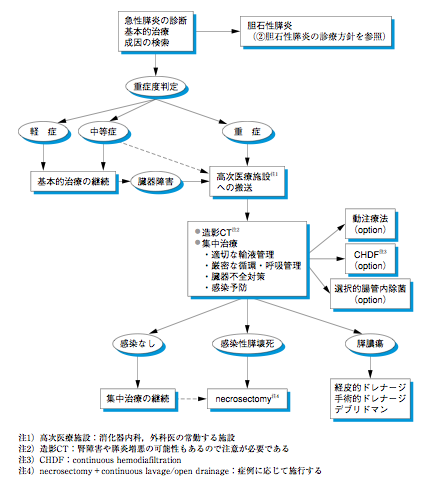 急性膵炎の診断
基本的治療
成因の検索
胆石性膵炎
(②胆石性膵炎の診療方針を参照)
重症度判定
軽 症
中等症
重 症
基本的治療の継続
臓器障害
高次医療施設注1)
への搬送
造影CT注2)
集中治療
・適切な輸液管理
・厳密な循環・呼吸管理
・臓器不全対策
・感染予防
動注療法
(option)
CHDF注3)
(option)
選択的腸管内除菌
(option)
感染なし
感染性膵壊死
膵膿瘍
集中治療の継続
necrosectomy注4)
経皮的ドレナージ
手術的ドレナージ
デブリドマン
注1)高次医療施設:消化器内科,外科医の常勤する施設
注2)造影CT:腎障害や膵炎増悪の可能性もあるので注意が必要である
注3)CHDF:continuous hemodiafiltration
注4)necrosectomy+continuous lavage/open drainage:症例に応じて施行する